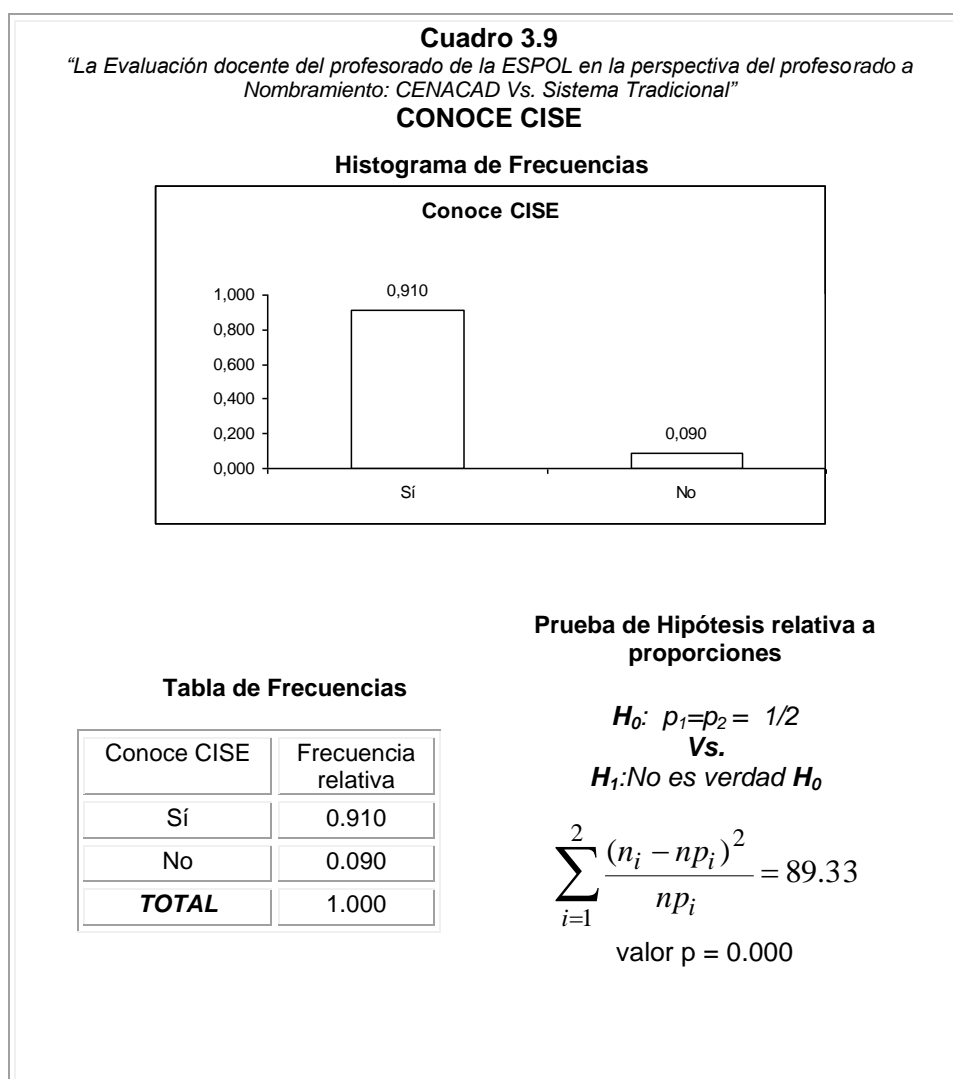 Cuadro 3.9
“La Evaluación docente del profesorado de la ESPOL en la perspectiva del profesorado a
Nombramiento: CENACAD Vs. Sistema Tradicional”
CONOCE CISE
Histograma de Frecuencias
Conoce CISE
1,000
0,800
0,600
0,400
0,200
0,000
0,910
0,090
Sí
No
Tabla de Frecuencias
Conoce CISE Frecuencia
relativa
Sí 0.910
No 0.090
TOTAL 1.000
Prueba de Hipótesis relativa a
proporciones
H₀: p₁=p₂ = 1/2
Vs.
H₁:No es verdad H₀
∑_{i=1}^{2} (n_i − np_i)² / np_i = 89.33
valor p = 0.000